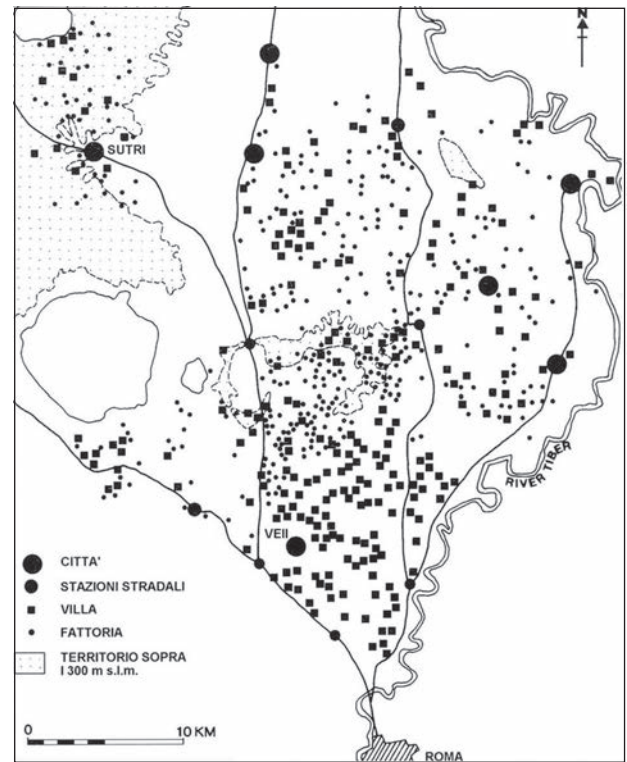 N
SUTRI
RIVER TIBER
VEII
CITTA'
STAZIONI STRADALI
VILLA
FATTORIA
TERRITORIO SOPRA
I 300 m s.l.m.
0 10 KM
ROMA